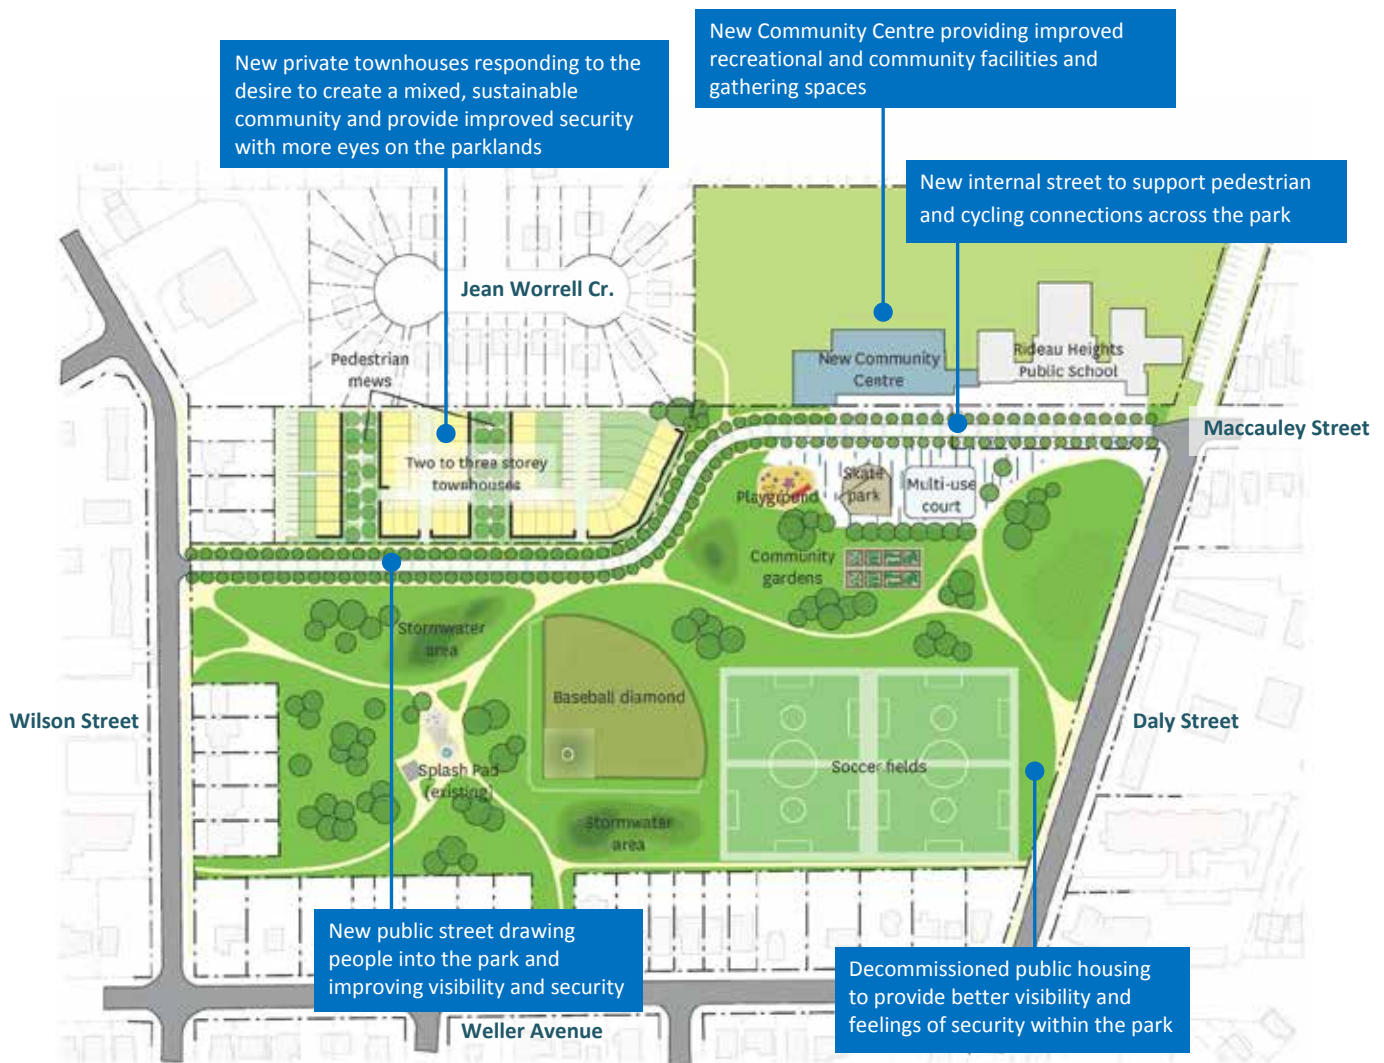 New Community Centre providing improved
recreational and community facilities and
gathering spaces
New private townhouses responding to the
desire to create a mixed, sustainable
community and provide improved security
with more eyes on the parklands
New internal street to support pedestrian
and cycling connections across the park
Jean Worrell Cr.
Pedestrian
mews
New Community
Centre
Rideau Heights
Public School
Maccauley Street
Two to three storey
townhouses
Playground
Skate
park
Multi-use
court
Community
gardens
Stormwater
area
Baseball diamond
Wilson Street
Daly Street
Splash Pad
(existing)
Soccer fields
Stormwater
area
New public street drawing
people into the park and
improving visibility and security
Decommissioned public housing
to provide better visibility and
feelings of security within the park
Weller Avenue